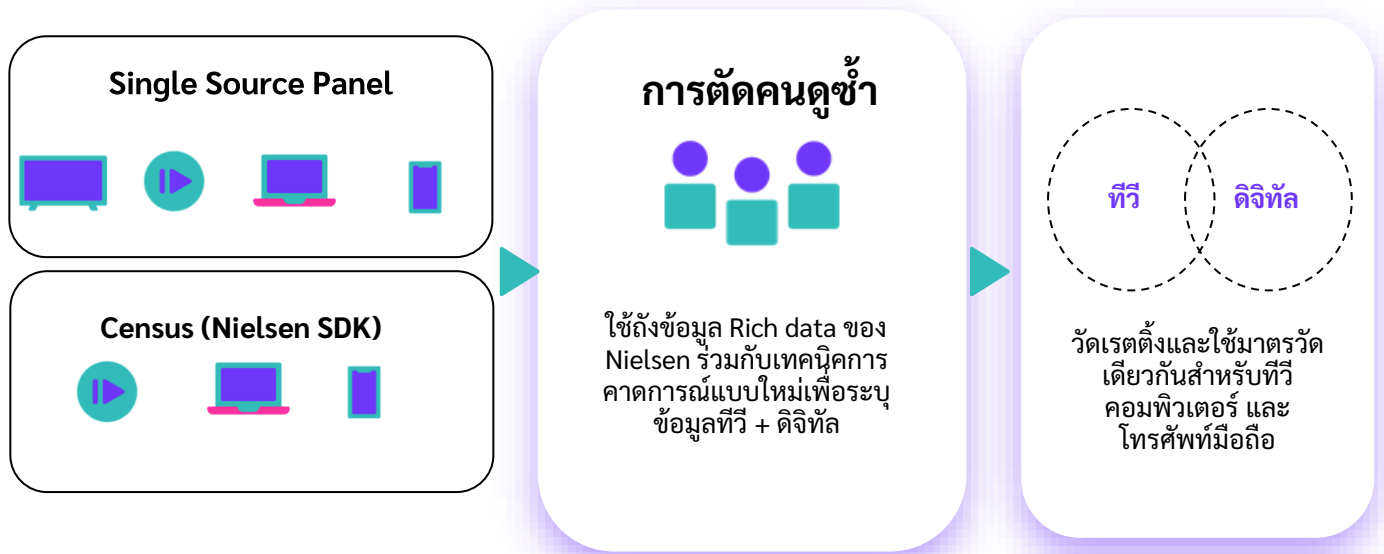 Single Source Panel
Census (Nielsen SDK)
การตัดคนดูซ้ำ
ใช้ถังข้อมูล Rich data ของ
Nielsen ร่วมกับเทคนิคการ
คาดการณ์แบบใหม่เพื่อระบุ
ข้อมูลทีวี + ดิจิทัล
ทีวี
ดิจิทัล
วัดเรตติ้งและใช้มาตรวัด
เดียวกันสำหรับทีวี
คอมพิวเตอร์ และ
โทรศัพท์มือถือ